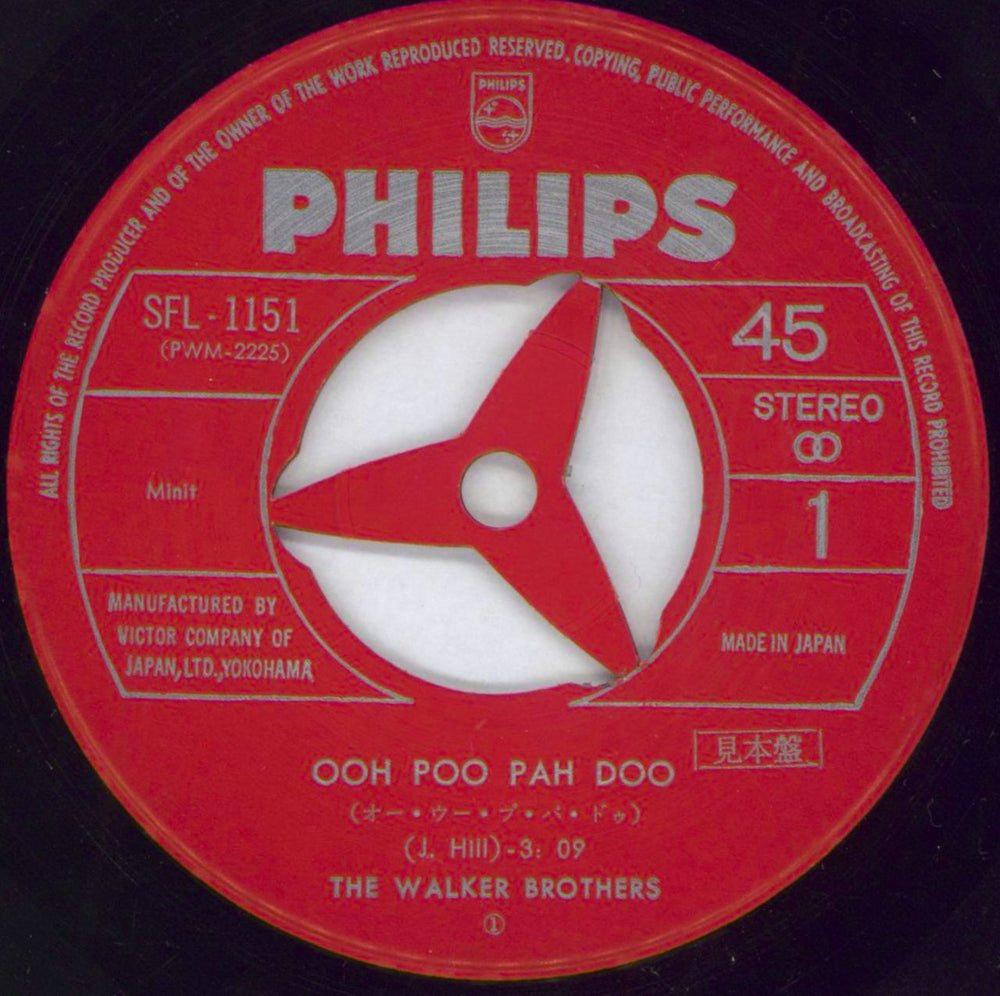 ALL RIGHTS OF THE RECORD PRODUCER AND OF THE OWNER OF THE WORK REPRODUCED RESERVED. COPYING, PUBLIC PERFORMANCE AND BROADCASTING OF THIS RECORD PROHIBITED
PHILIPS
PHILIPS
SFL-1151
(PWM-2225)
45
STEREO
Minit
1
MANUFACTURED BY
VICTOR COMPANY OF
JAPAN, LTD., YOKOHAMA
MADE IN JAPAN
見本盤
OOH POO PAH DOO
(オー・ウー・プ・パ・ドゥ)
(J. Hill)-3: 09
THE WALKER BROTHERS
①